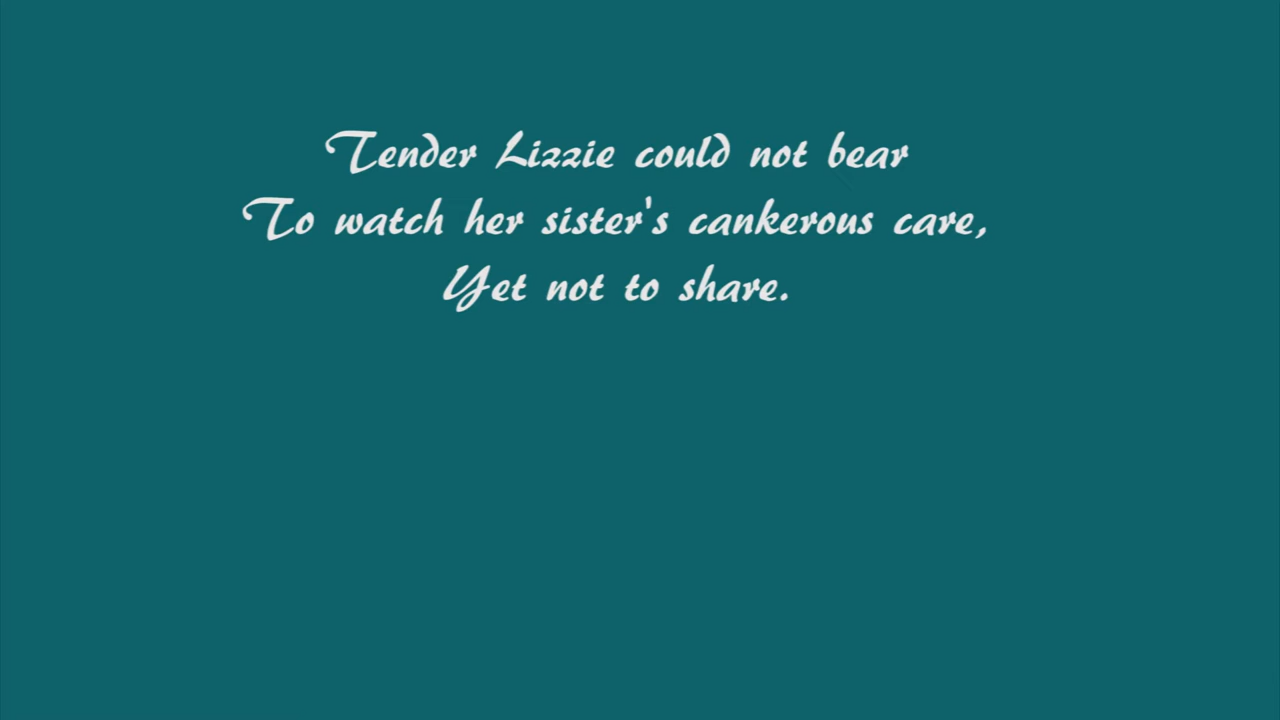 Tender Lizzie could not bear
To watch her sister's cankerous care,
Yet not to share.